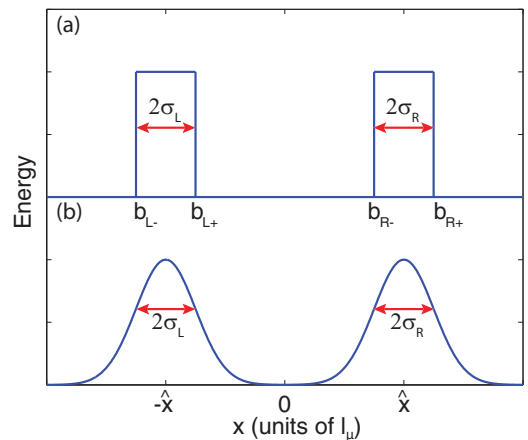 (a)
2σL 2σR
bL- bL+ bR- bR+
Energy
(b)
2σL 2σR
-x̂ 0 x̂
x (units of lμ)